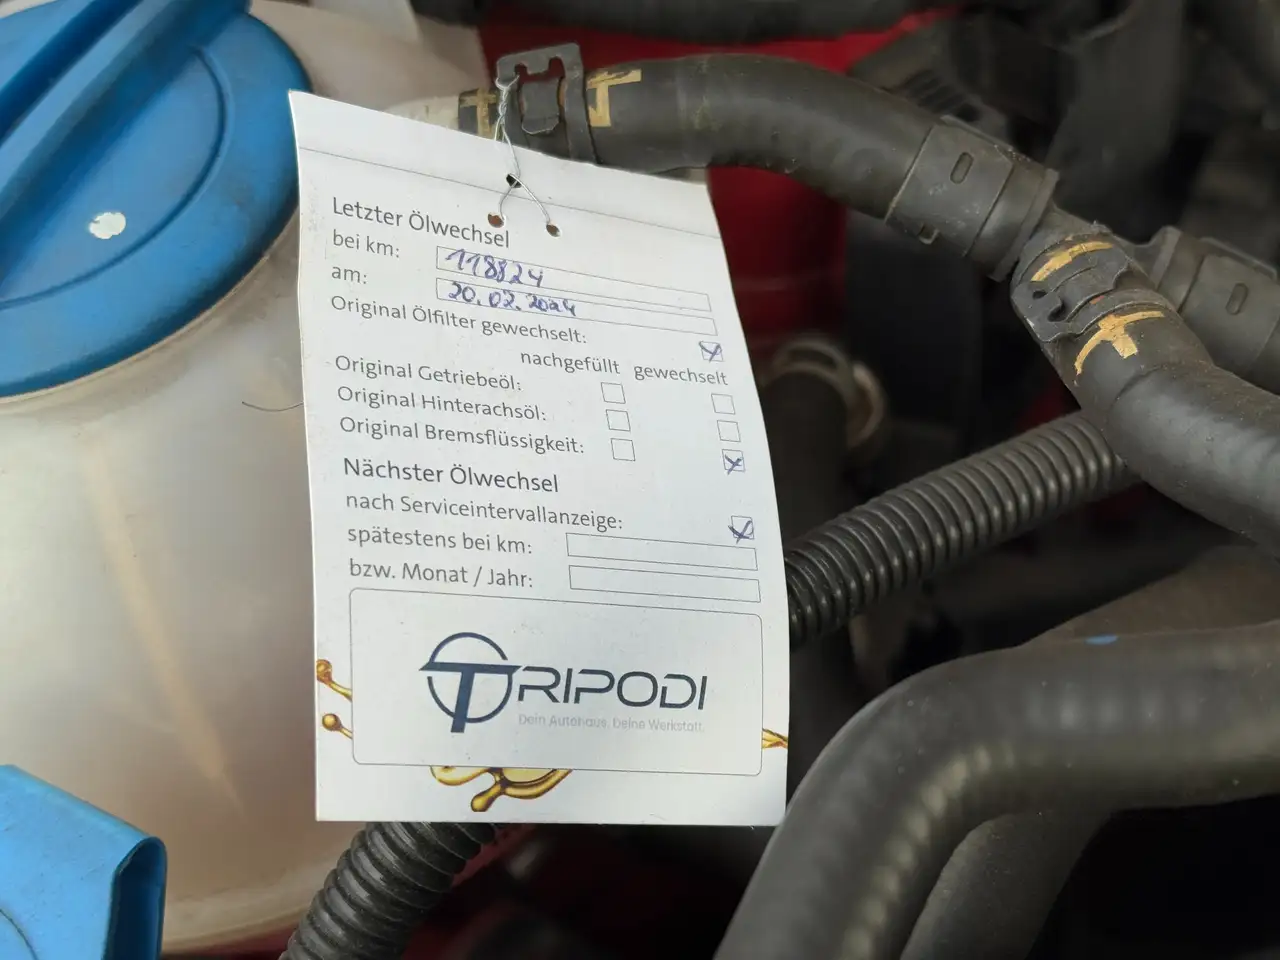 Letzter Ölwechsel
bei km: 118824
am: 20.02.2024
Original Ölfilter gewechselt:
nachgefüllt gewechselt
Original Getriebeöl:
Original Hinterachsöl:
Original Bremsflüssigkeit:
Nächster Ölwechsel
nach Serviceintervallanzeige:
spätestens bei km:
bzw. Monat / Jahr:
TRIPODI
Dein Autohaus. Deine Werkstatt.